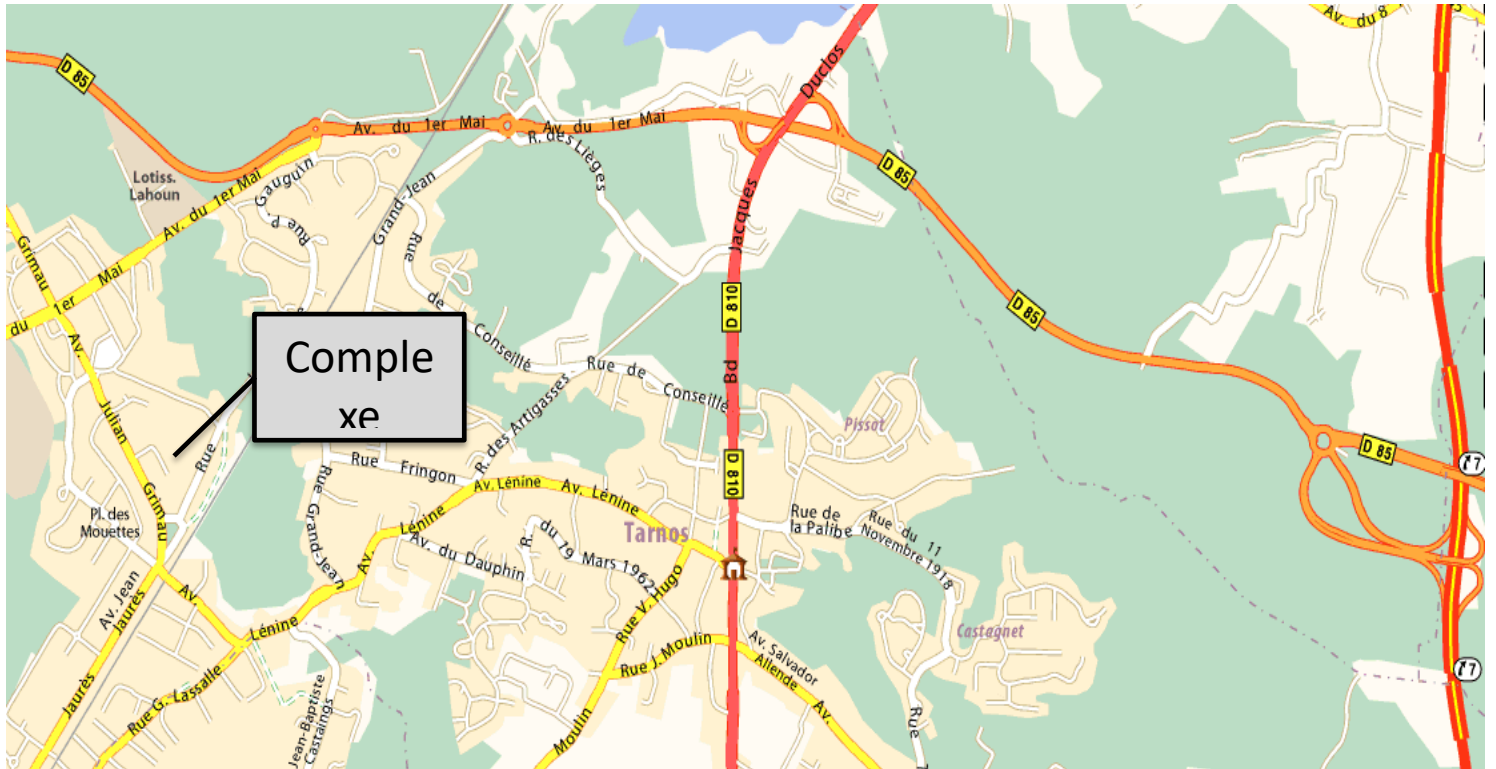 Av. du 8
D 85
Duclos
Av. du 1er Mai
Av. du 1er Mai
R. des Lièges
D 85
Lotiss.
Lahoun
Av. du 1er Mai
Rue P. Gauguin
Grand-Jean
Jacques
Grimau
du 1er Mai
Rue
de
Conseillé
D 810
D 85
Comple
xe
Av.
Julian
Grimau
Rue de
Conseillé
Bd
R. des Artigasses
Pissot
Rue
Rue Fringon
D 810
D 85
7
Av. Lénine
Av. Lénine
Pl. des
Mouettes
Rue Grand-Jean
Av. Lénine
Tarnos
Rue de
la Palibe
Rue du 11
Novembre 1918
Av. du Dauphin
R. du 19 Mars 1962
Av. Jean
Jaurès
Av.
Lénine
Rue V. Hugo
Castagnet
Rue J. Moulin
Av. Salvador
Allende
Av.
7
Jaurès
Rue G. Lassalle
Jean-Baptiste
Castaings
Moulin
Rue